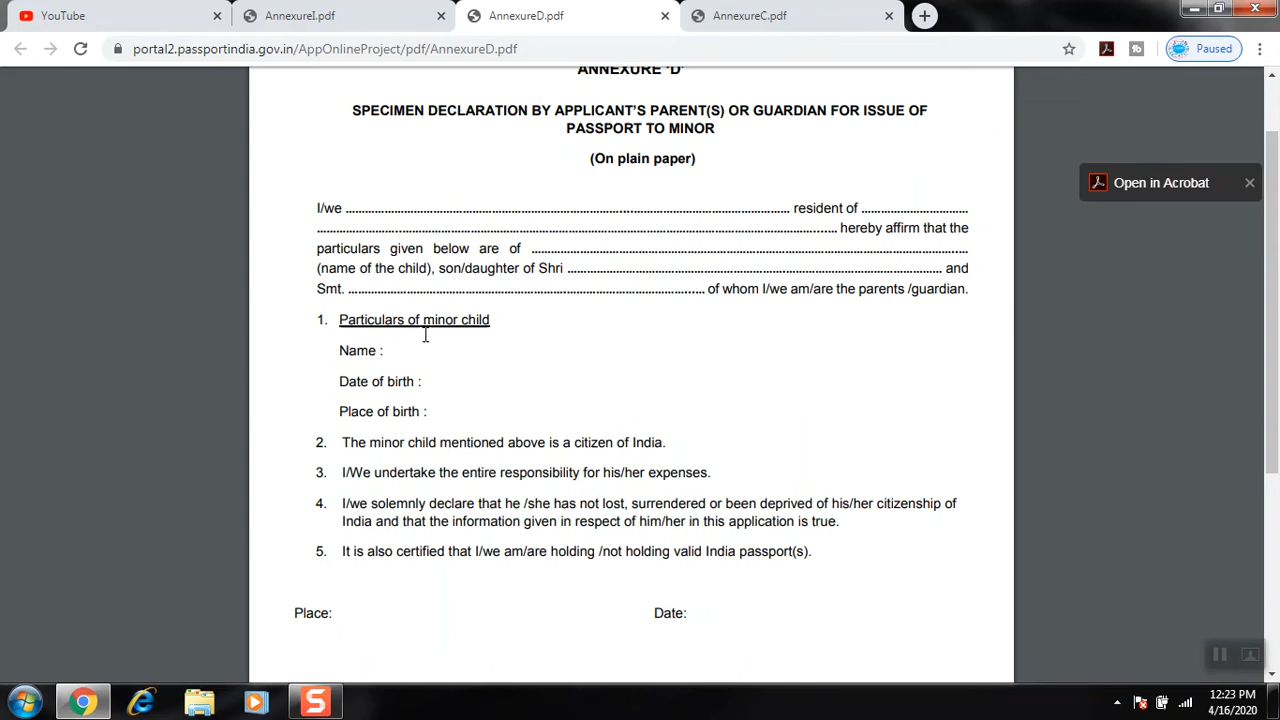 YouTube
AnnexureI.pdf
AnnexureD.pdf
AnnexureC.pdf
portal2.passportindia.gov.in/AppOnlineProject/pdf/AnnexureD.pdf
Paused
ANNEXURE 'D'
SPECIMEN DECLARATION BY APPLICANT'S PARENT(S) OR GUARDIAN FOR ISSUE OF
PASSPORT TO MINOR
(On plain paper)
Open in Acrobat
I/we ........................................................................................ resident of ............................
................................................................................................ hereby affirm that the
particulars given below are of ....................................................................................
(name of the child), son/daughter of Shri ........................................................................ and
Smt. .................................................................... of whom I/we am/are the parents /guardian.
1. Particulars of minor child
Name :
Date of birth :
Place of birth :
2. The minor child mentioned above is a citizen of India.
3. I/We undertake the entire responsibility for his/her expenses.
4. I/we solemnly declare that he /she has not lost, surrendered or been deprived of his/her citizenship of
India and that the information given in respect of him/her in this application is true.
5. It is also certified that I/we am/are holding /not holding valid India passport(s).
Place: Date:
12:23 PM
4/16/2020